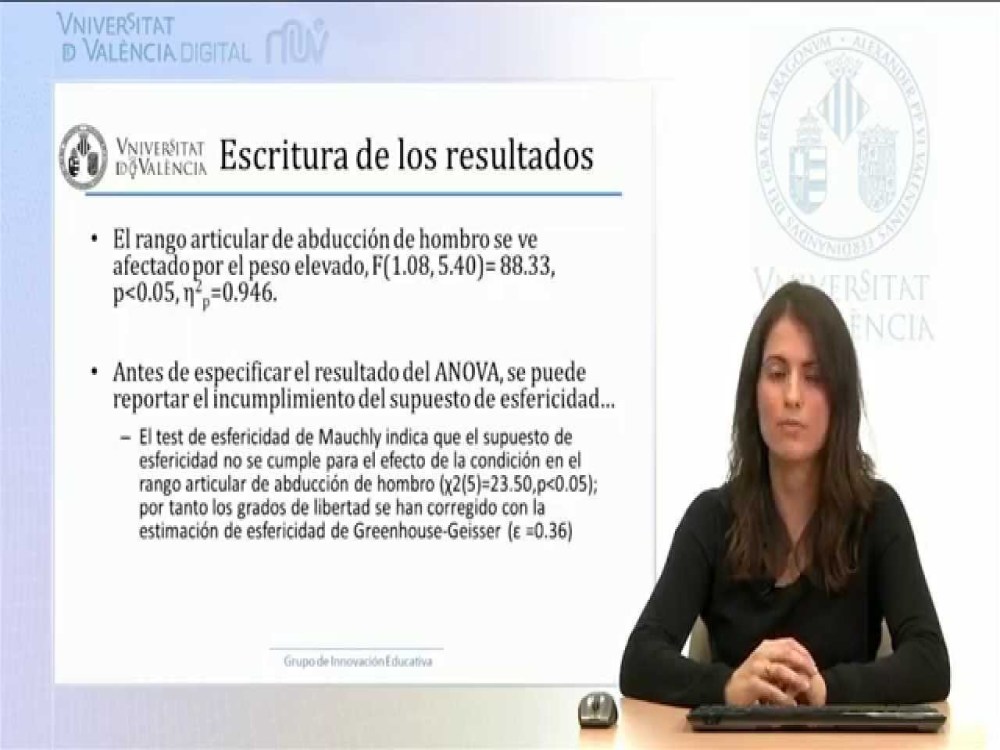 VNIVERSITAT
D VALÈNCIA DIGITAL
VNIVERSITAT
D VALÈNCIA
Escritura de los resultados
• El rango articular de abducción de hombro se ve
afectado por el peso elevado, F(1.08, 5.40)= 88.33,
p<0.05, η²p=0.946.
• Antes de especificar el resultado del ANOVA, se puede
reportar el incumplimiento del supuesto de esfericidad...
– El test de esfericidad de Mauchly indica que el supuesto de
esfericidad no se cumple para el efecto de la condición en el
rango articular de abducción de hombro (χ2(5)=23.50,p<0.05);
por tanto los grados de libertad se han corregido con la
estimación de esfericidad de Greenhouse-Geisser (ε =0.36)
Grupo de Innovación Educativa